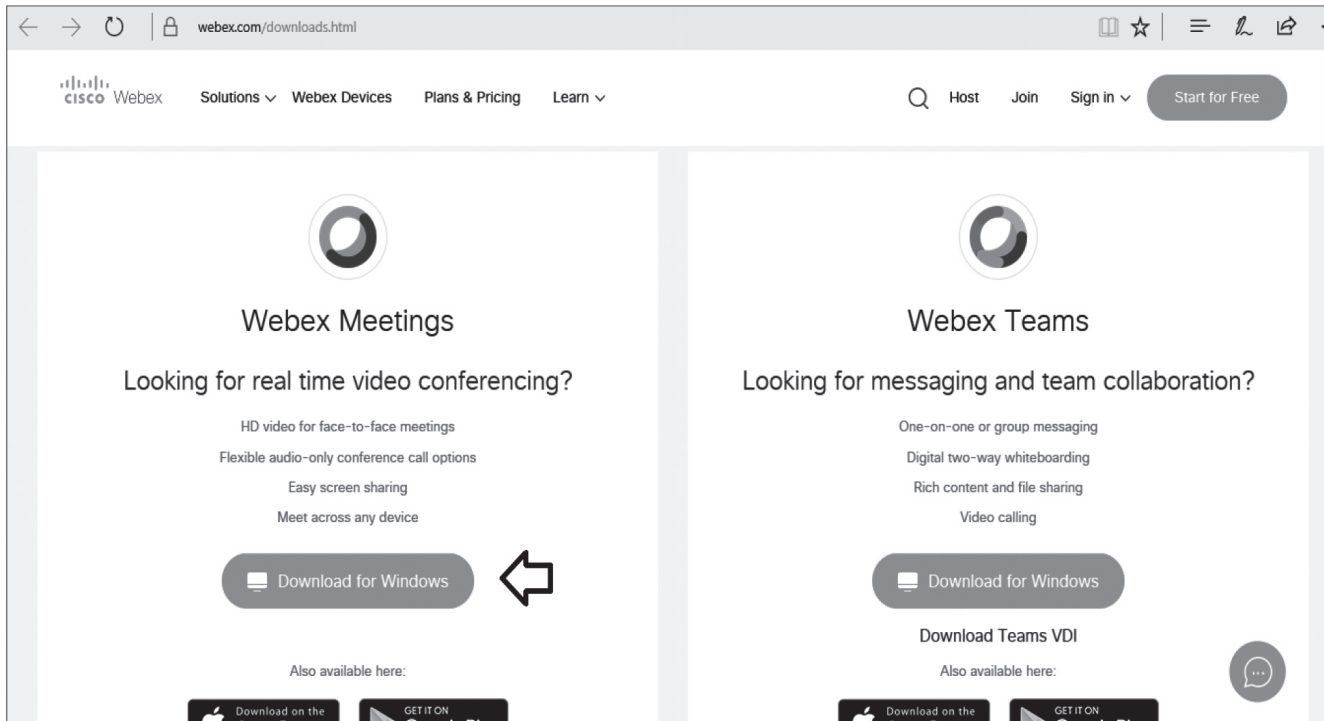 webex.com/downloads.html
CISCO Webex
Solutions
Webex Devices
Plans & Pricing
Learn
Host
Join
Sign in
Start for Free
Webex Meetings
Looking for real time video conferencing?
HD video for face-to-face meetings
Flexible audio-only conference call options
Easy screen sharing
Meet across any device
Download for Windows
Also available here:
Download on the
GET IT ON
Webex Teams
Looking for messaging and team collaboration?
One-on-one or group messaging
Digital two-way whiteboarding
Rich content and file sharing
Video calling
Download for Windows
Download Teams VDI
Also available here:
Download on the
GET IT ON